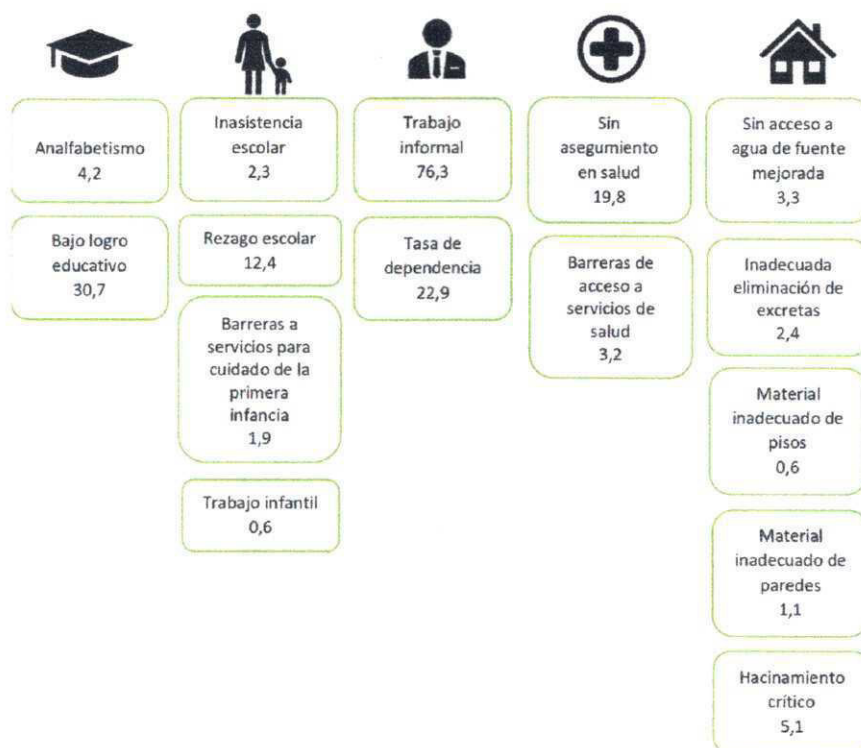 Analfabetismo
4,2
Bajo logro
educativo
30,7
Inasistencia
escolar
2,3
Rezago escolar
12,4
Barreras a
servicios para
cuidado de la
primera
infancia
1,9
Trabajo infantil
0,6
Trabajo
informal
76,3
Tasa de
dependencia
22,9
Sin
asegumiento
en salud
19,8
Barreras de
acceso a
servicios de
salud
3,2
Sin acceso a
agua de fuente
mejorada
3,3
Inadecuada
eliminación de
excretas
2,4
Material
inadecuado de
pisos
0,6
Material
inadecuado de
paredes
1,1
Hacinamiento
crítico
5,1